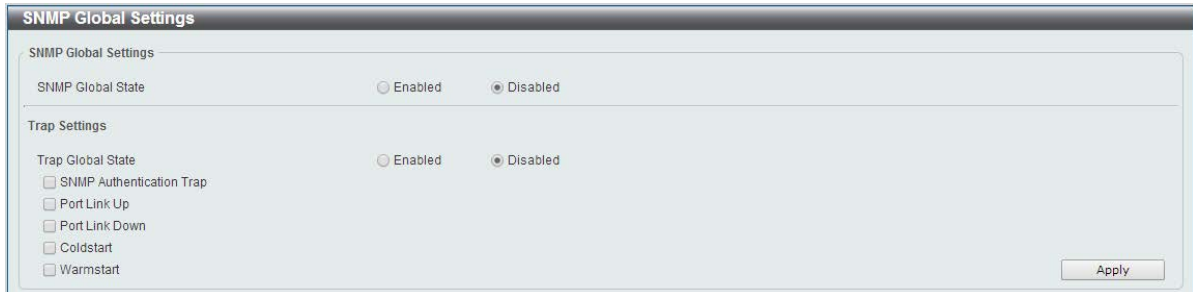 SNMP Global Settings
SNMP Global Settings
SNMP Global State Enabled Disabled
Trap Settings
Trap Global State Enabled Disabled
SNMP Authentication Trap
Port Link Up
Port Link Down
Coldstart
Warmstart
Apply